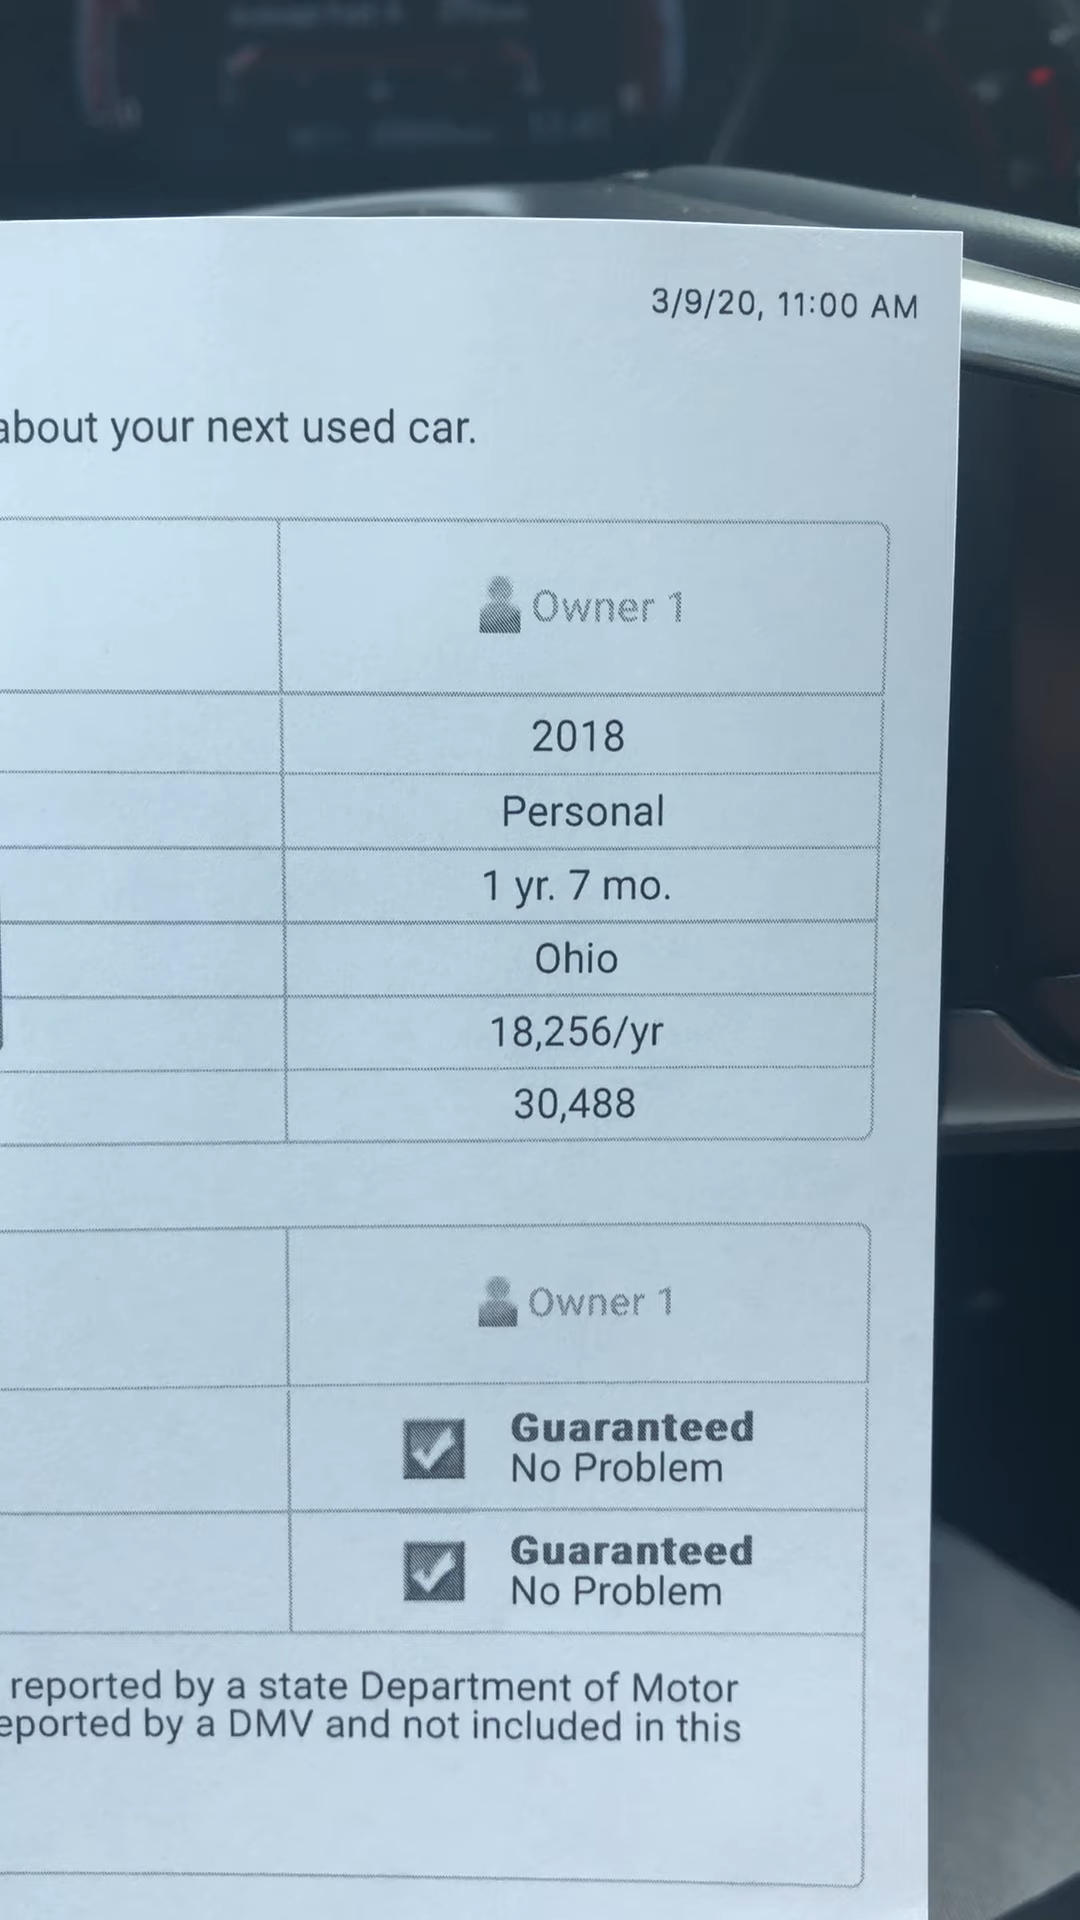 3/9/20, 11:00 AM
about your next used car.
Owner 1
2018
Personal
1 yr. 7 mo.
Ohio
18,256/yr
30,488
Owner 1
Guaranteed
No Problem
Guaranteed
No Problem
reported by a state Department of Motor
eported by a DMV and not included in this